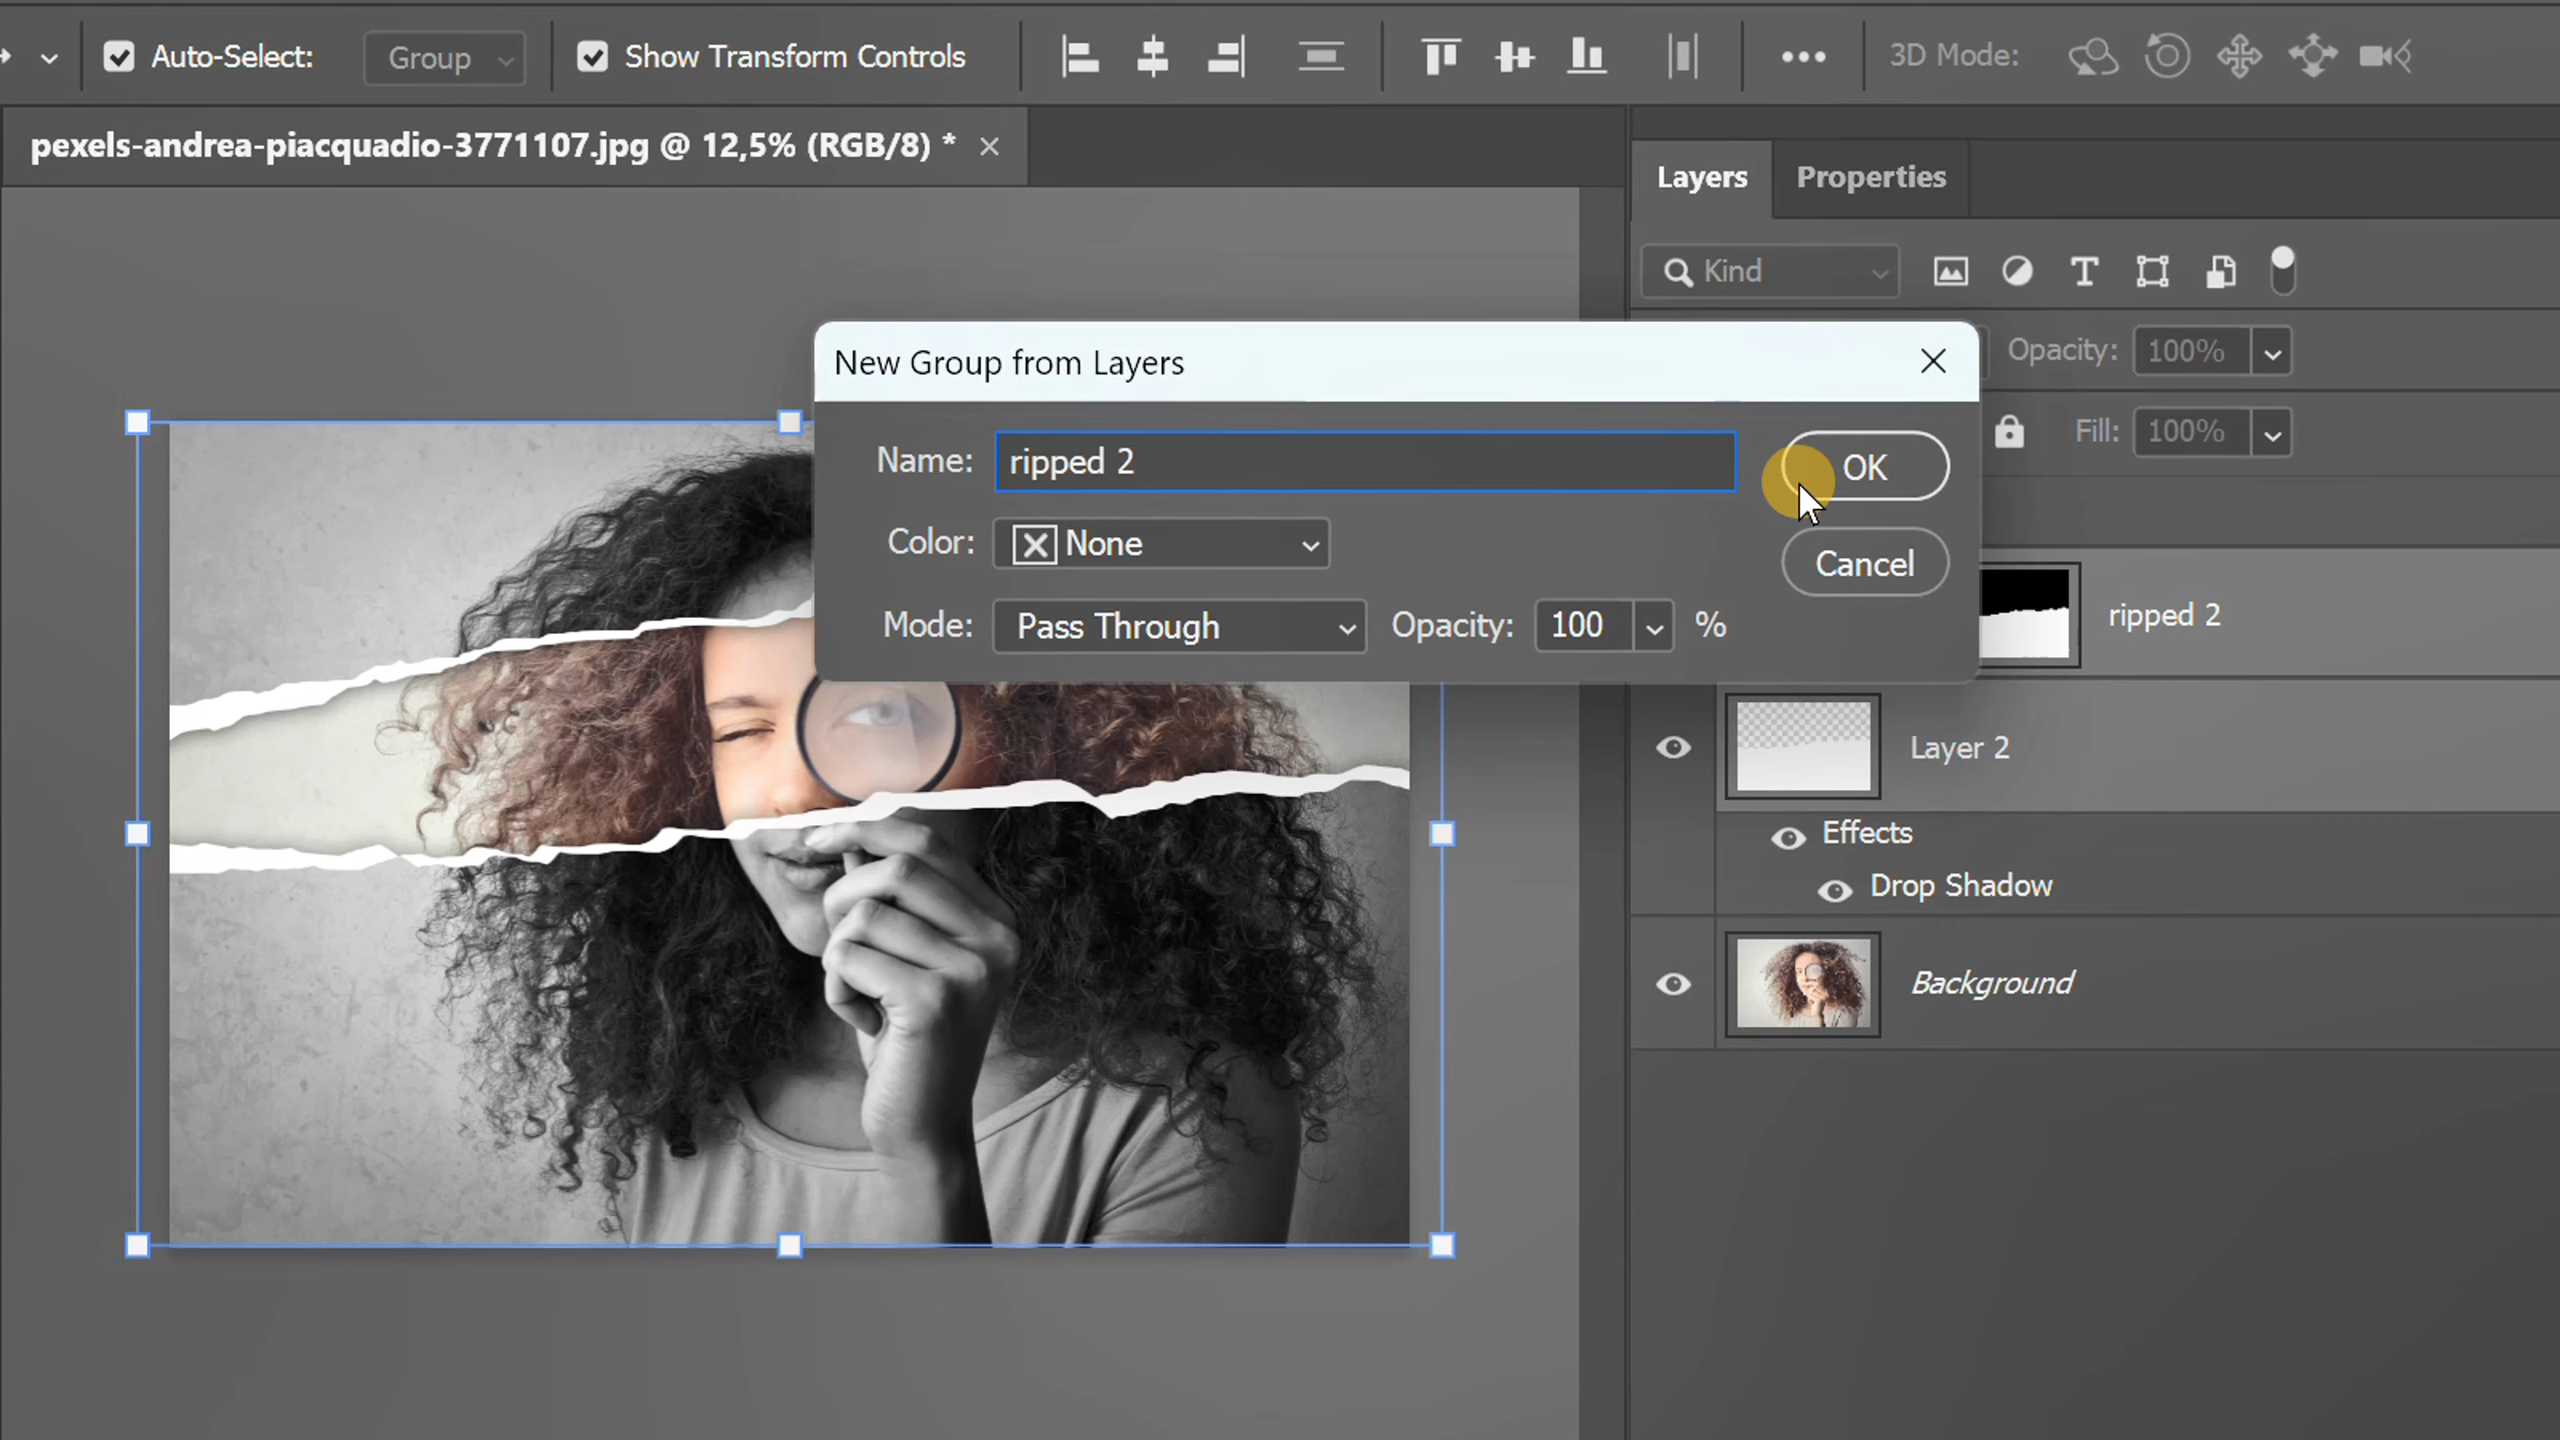 Auto-Select: Group Show Transform Controls 3D Mode:
pexels-andrea-piacquadio-3771107.jpg @ 12,5% (RGB/8) * ×
Layers Properties
Kind
New Group from Layers
Opacity: 100%
Name: ripped 2
OK
Fill: 100%
Color: None
Cancel
Mode: Pass Through Opacity: 100 %
ripped 2
Layer 2
Effects
Drop Shadow
Background